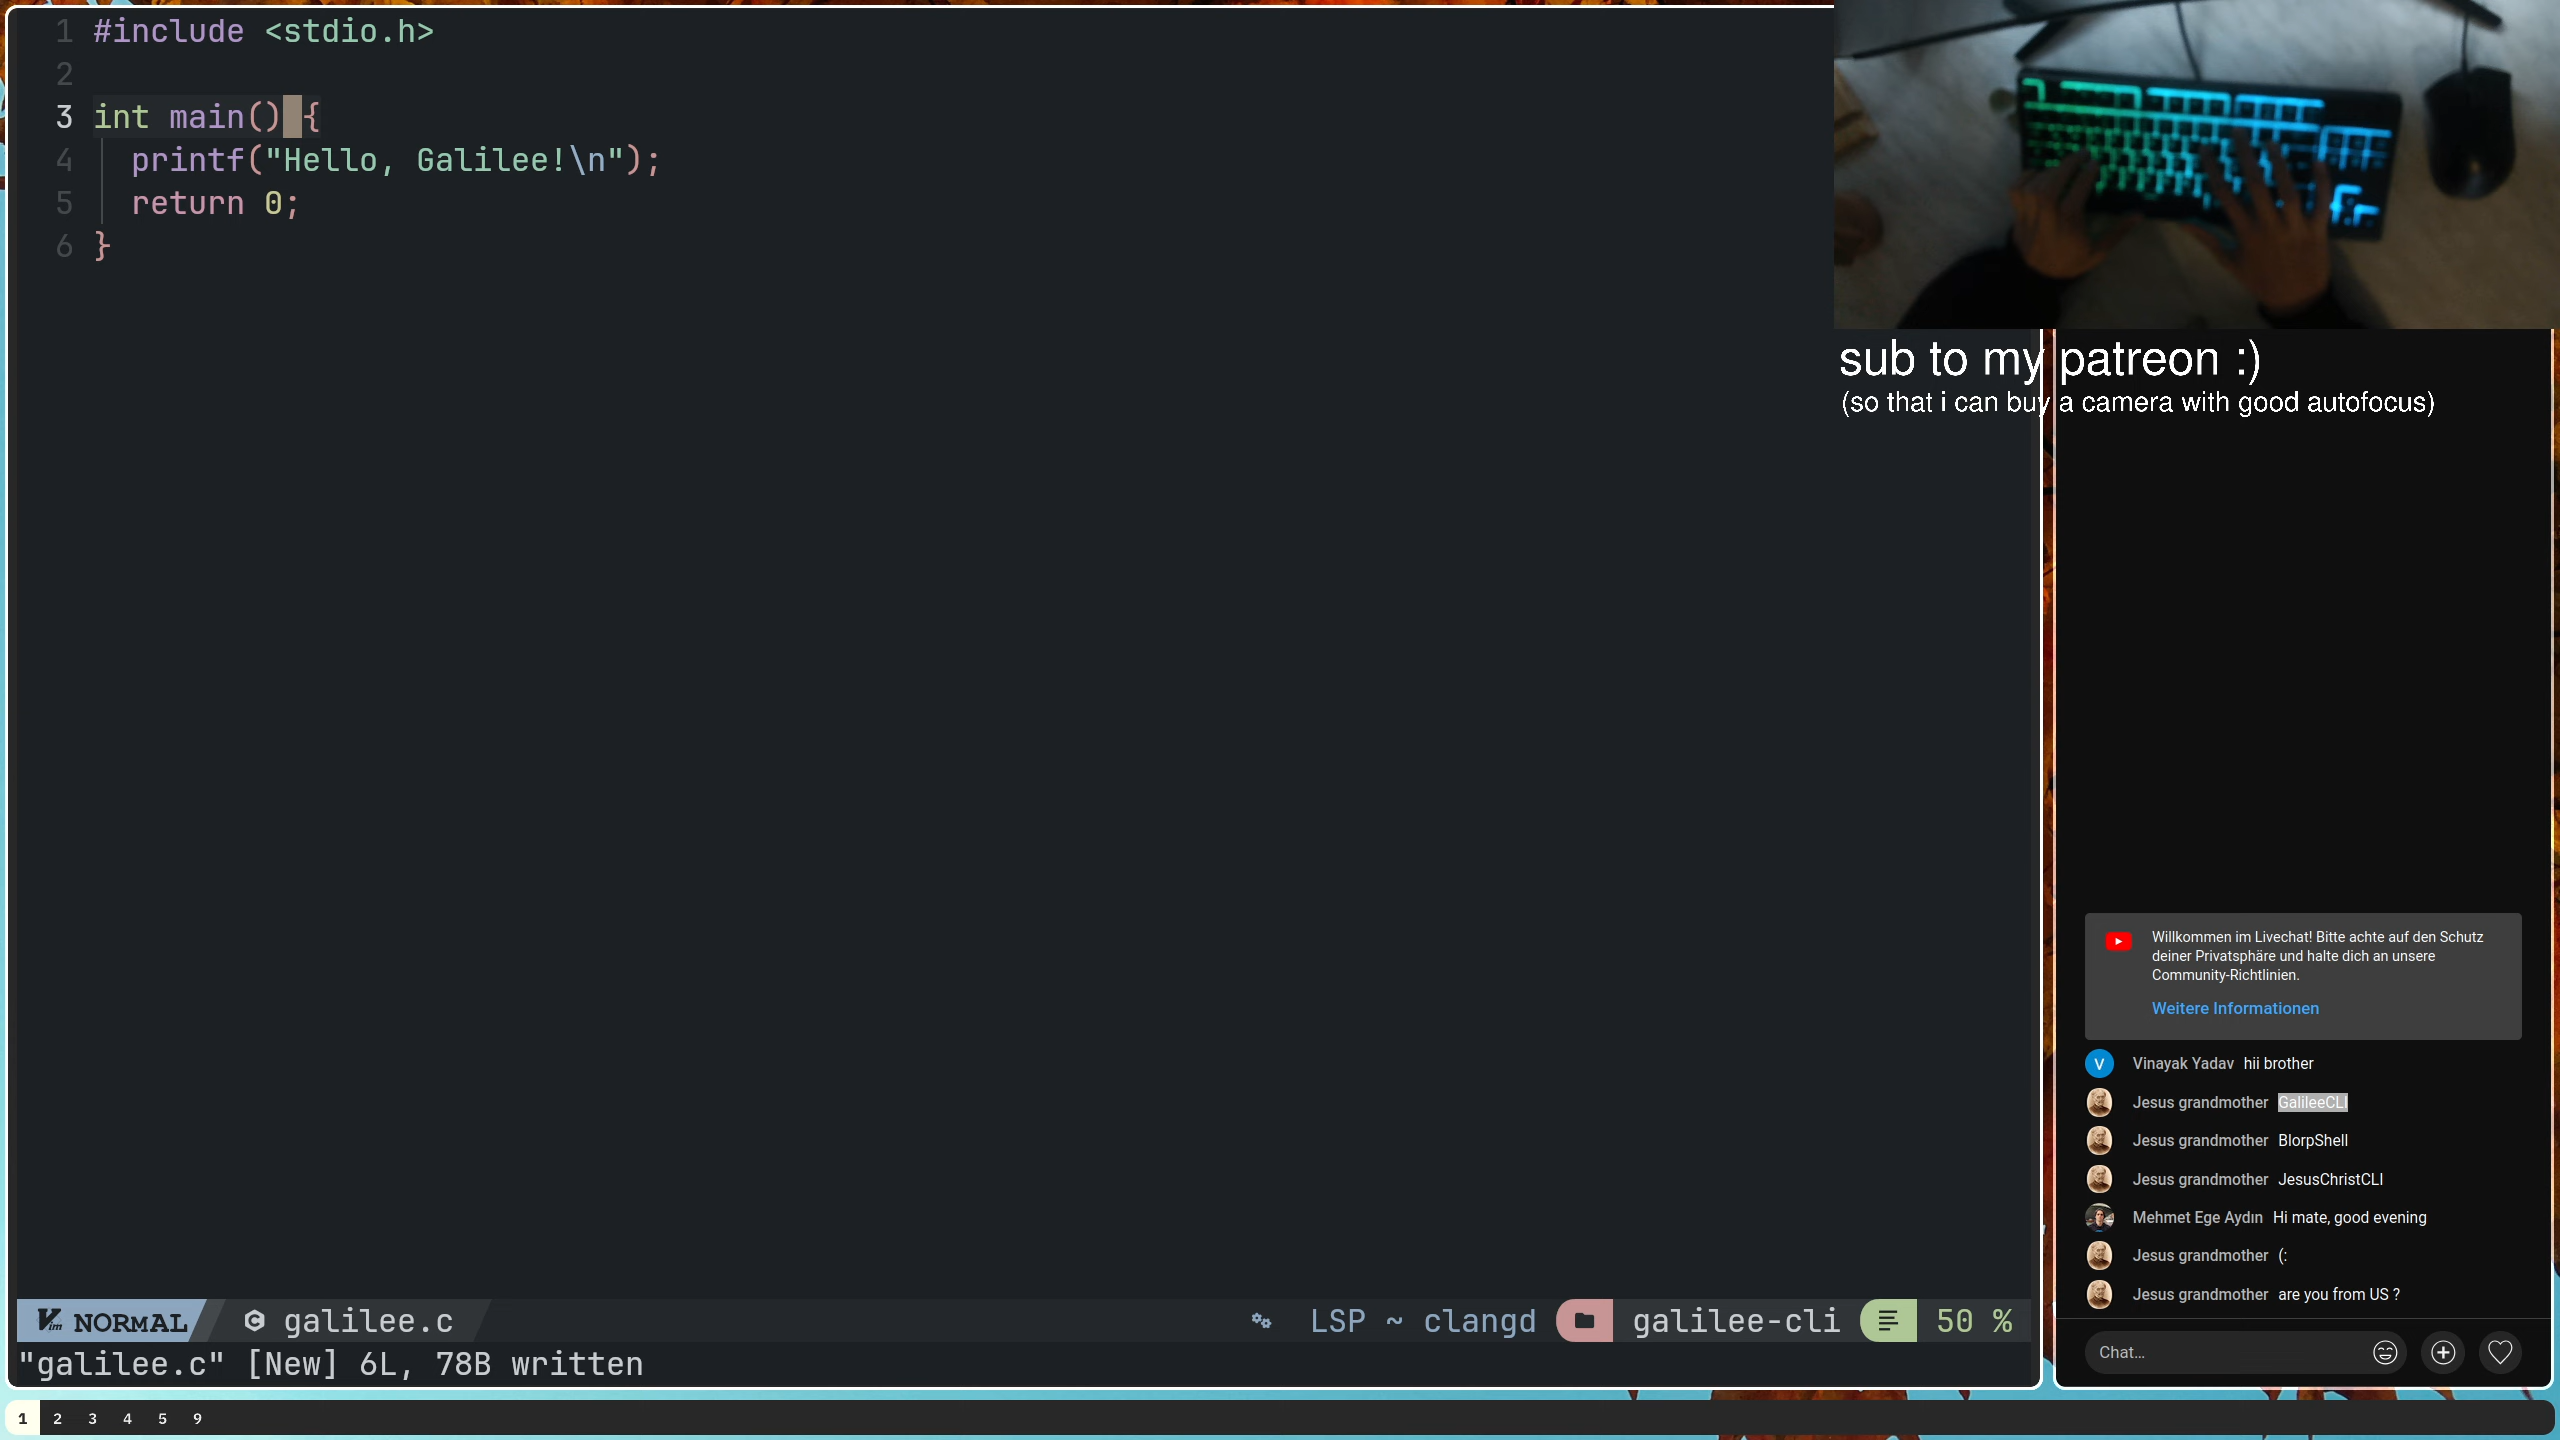 1 #include <stdio.h>
2
3 int main() {
4 printf("Hello, Galilee!\n");
5 return 0;
6 }
sub to my patreon :)
(so that i can buy a camera with good autofocus)
Willkommen im Livechat! Bitte achte auf den Schutz
deiner Privatsphäre und halte dich an unsere
Community-Richtlinien.
Weitere Informationen
V Vinayak Yadav hii brother
Jesus grandmother GalileeCLI
Jesus grandmother BlorpShell
Jesus grandmother JesusChristCLI
Mehmet Ege Aydın Hi mate, good evening
Jesus grandmother (:
Jesus grandmother are you from US ?
Chat...
NORMAL galilee.c LSP ~ clangd galilee-cli 50 %
"galilee.c" [New] 6L, 78B written
1 2 3 4 5 9